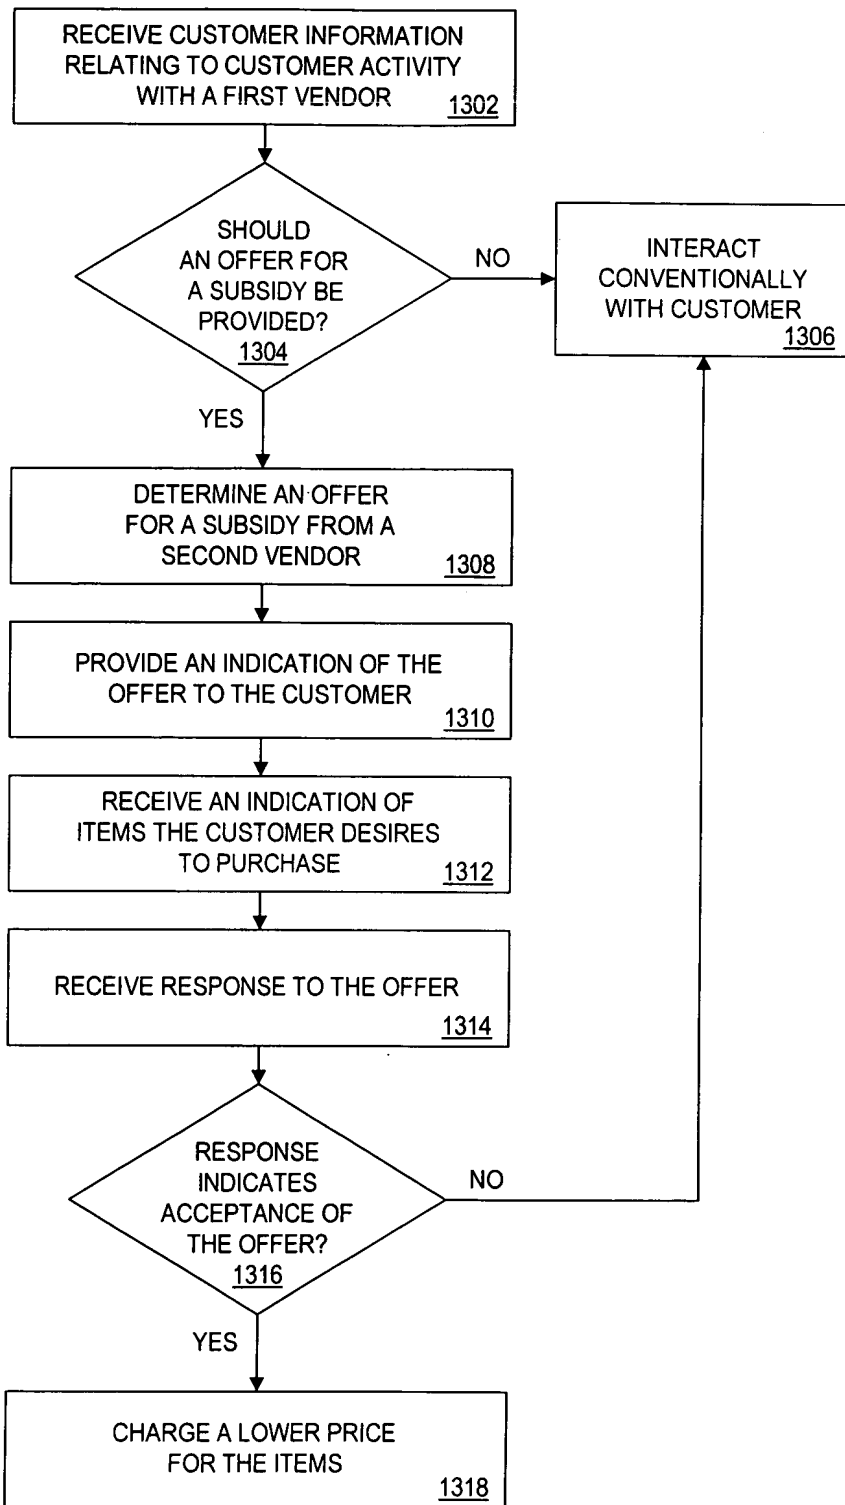 RECEIVE CUSTOMER INFORMATION
RELATING TO CUSTOMER ACTIVITY
WITH A FIRST VENDOR
1302
SHOULD
AN OFFER FOR
A SUBSIDY BE
PROVIDED?
1304
NO
INTERACT
CONVENTIONALLY
WITH CUSTOMER
1306
YES
DETERMINE AN OFFER
FOR A SUBSIDY FROM A
SECOND VENDOR
1308
PROVIDE AN INDICATION OF THE
OFFER TO THE CUSTOMER
1310
RECEIVE AN INDICATION OF
ITEMS THE CUSTOMER DESIRES
TO PURCHASE
1312
RECEIVE RESPONSE TO THE OFFER
1314
RESPONSE
INDICATES
ACCEPTANCE OF
THE OFFER?
1316
NO
YES
CHARGE A LOWER PRICE
FOR THE ITEMS
1318